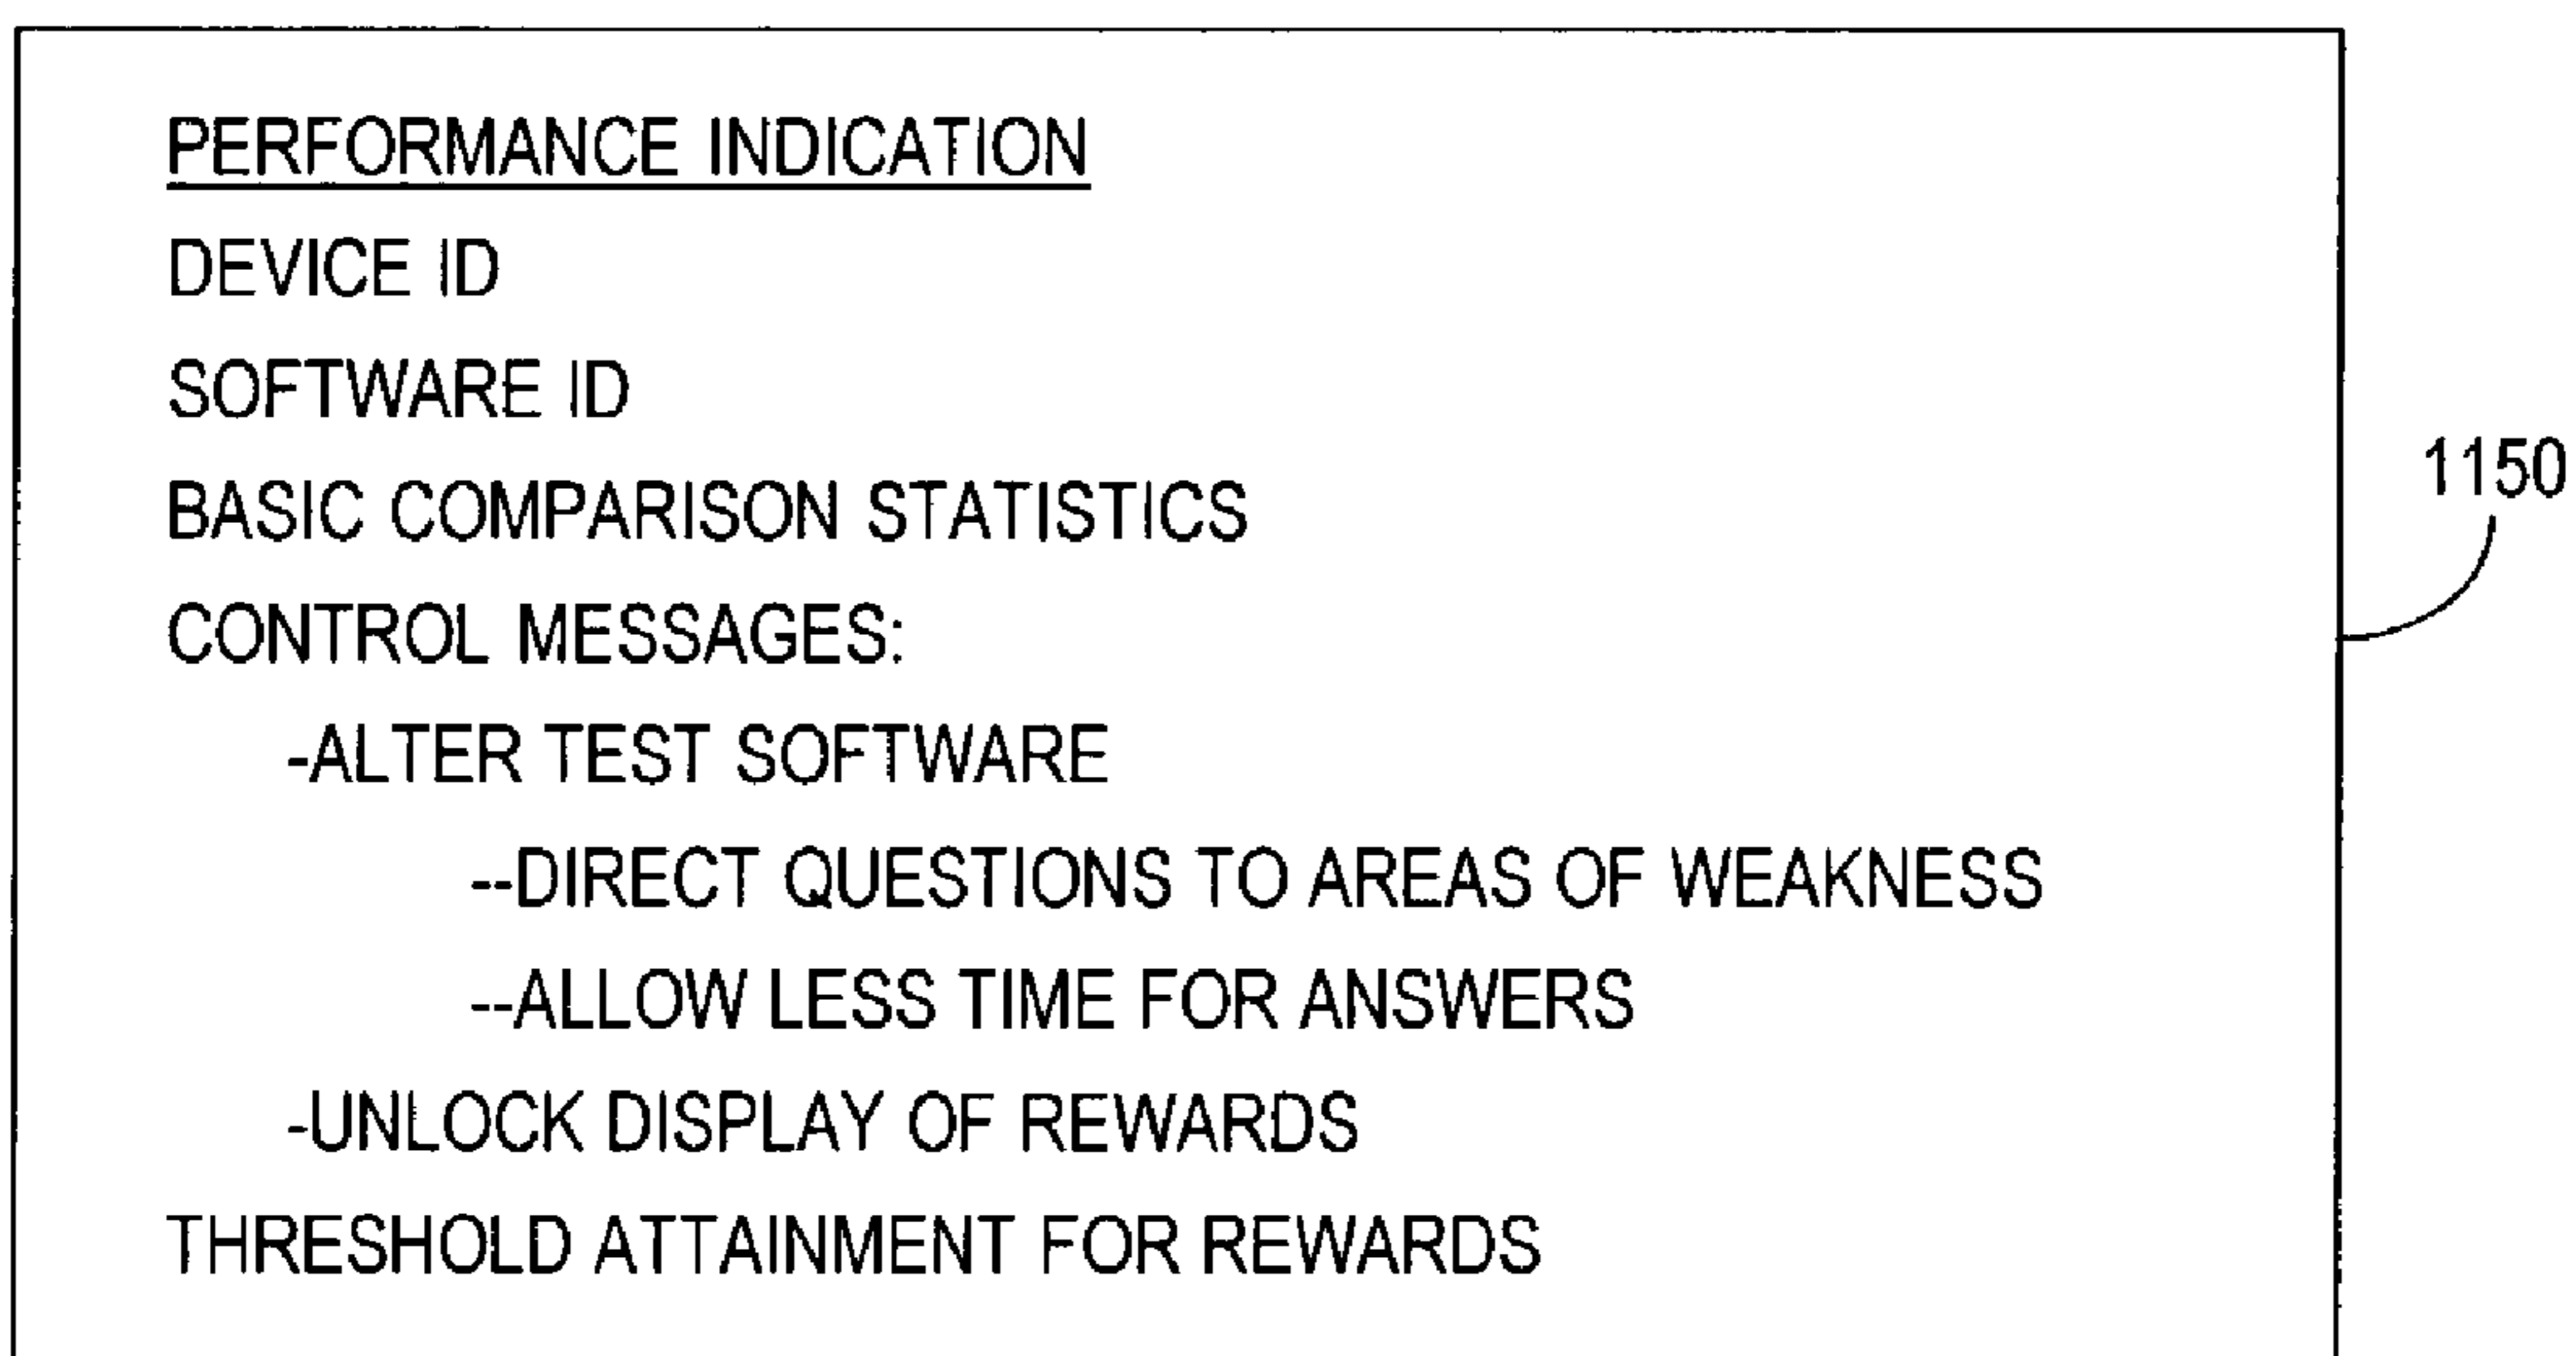 PERFORMANCE INDICATION
DEVICE ID
SOFTWARE ID
BASIC COMPARISON STATISTICS
CONTROL MESSAGES:
-ALTER TEST SOFTWARE
--DIRECT QUESTIONS TO AREAS OF WEAKNESS
--ALLOW LESS TIME FOR ANSWERS
-UNLOCK DISPLAY OF REWARDS
THRESHOLD ATTAINMENT FOR REWARDS
1150